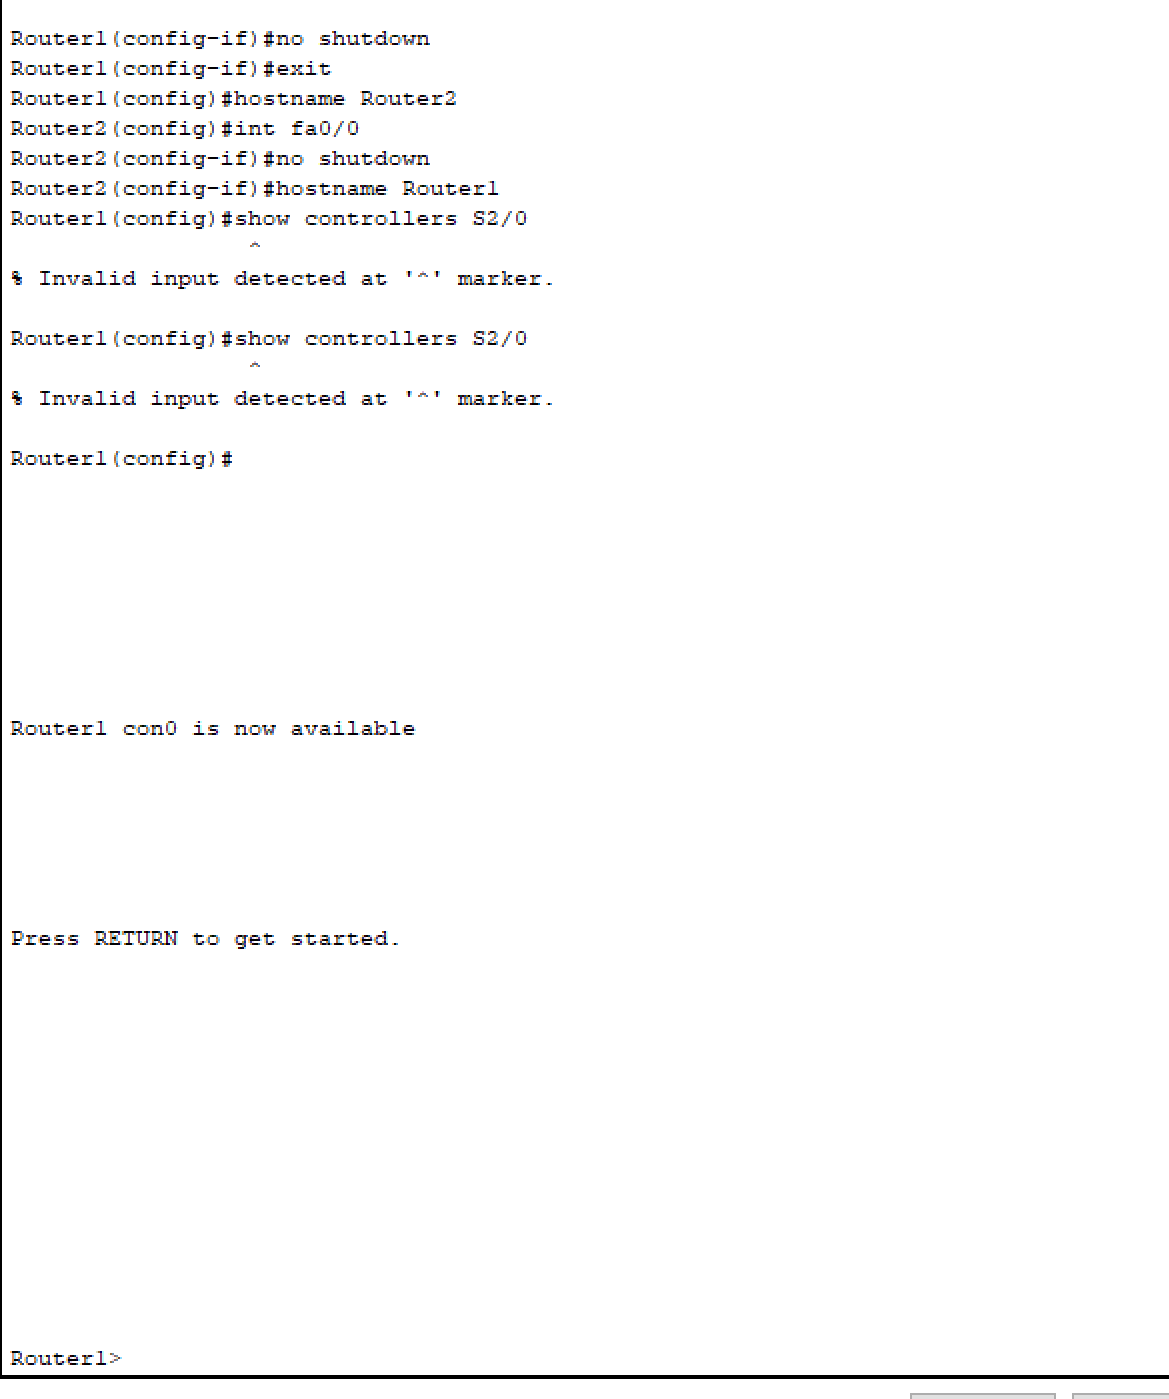 Router1(config-if)#no shutdown
Router1(config-if)#exit
Router1(config)#hostname Router2
Router2(config)#int fa0/0
Router2(config-if)#no shutdown
Router2(config-if)#hostname Router1
Router1(config)#show controllers S2/0
^
% Invalid input detected at '^' marker.
Router1(config)#show controllers S2/0
^
% Invalid input detected at '^' marker.
Router1(config)#
Router1 con0 is now available
Press RETURN to get started.
Router1>